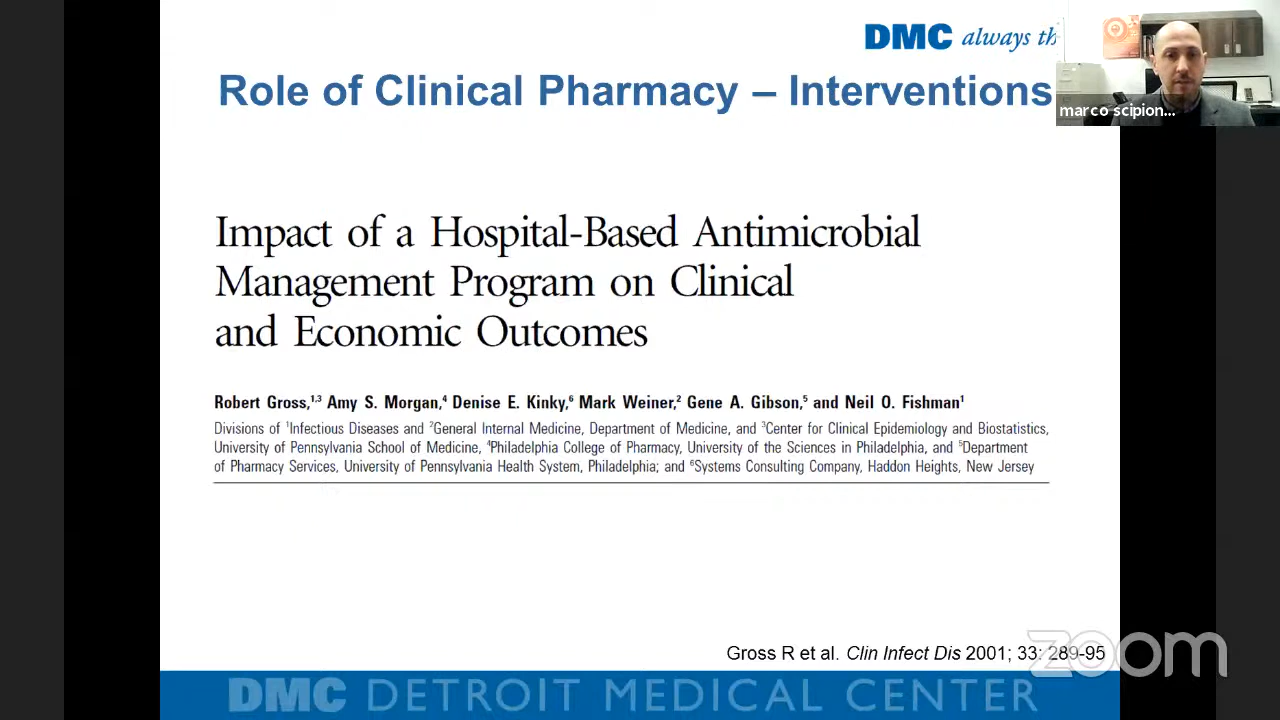 DMC always th
Role of Clinical Pharmacy – Interventions
marco scipion...
Impact of a Hospital-Based Antimicrobial
Management Program on Clinical
and Economic Outcomes
Robert Gross,1,3 Amy S. Morgan,4 Denise E. Kinky,6 Mark Weiner,2 Gene A. Gibson,5 and Neil O. Fishman1
Divisions of 1Infectious Diseases and 2General Internal Medicine, Department of Medicine, and 3Center for Clinical Epidemiology and Biostatistics,
University of Pennsylvania School of Medicine, 4Philadelphia College of Pharmacy, University of the Sciences in Philadelphia, and 5Department
of Pharmacy Services, University of Pennsylvania Health System, Philadelphia; and 6Systems Consulting Company, Haddon Heights, New Jersey
Gross R et al. Clin Infect Dis 2001; 33: 289-95
zoom
DMC DETROIT MEDICAL CENTER